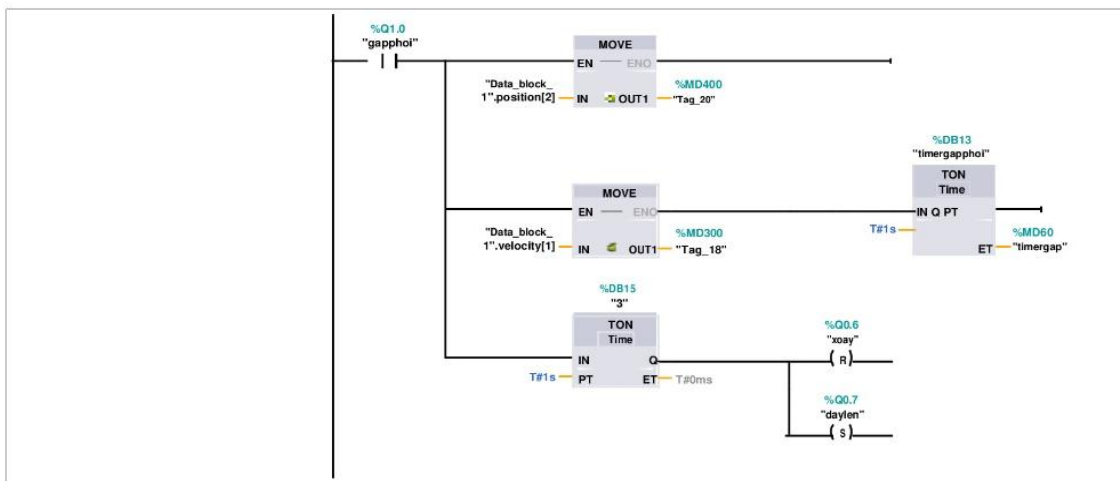 %Q1.0
"gapphoi"
MOVE
EN ENO
"Data_block_
1".position[2]
IN OUT1
%MD400
"Tag_20"
%DB13
"timergapphoi"
TON
Time
IN Q PT
T#1s
ET
%MD60
"timergap"
MOVE
EN ENO
"Data_block_
1".velocity[1]
IN OUT1
%MD300
"Tag_18"
%DB15
"3"
TON
Time
IN Q
T#1s PT ET T#0ms
%Q0.6
"xoay"
R
%Q0.7
"daylen"
S